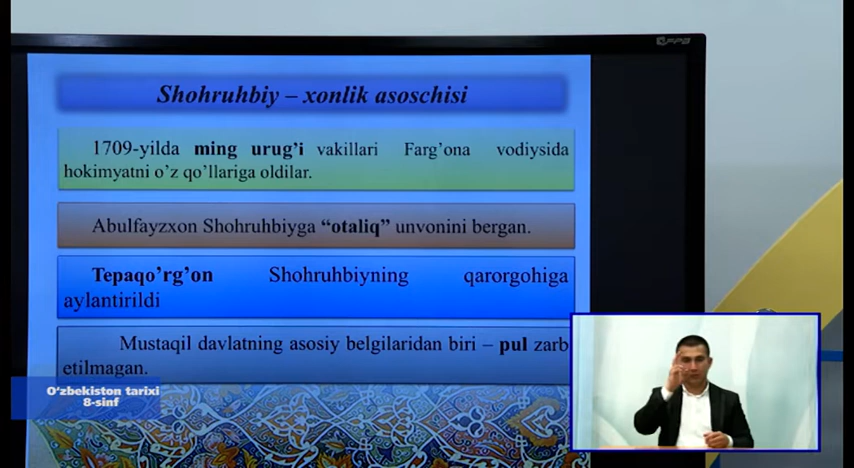 Shohruhbiy – xonlik asoschisi
1709-yilda ming urug’i vakillari Farg’ona vodiysida
hokimyatni o’z qo’llariga oldilar.
Abulfayzxon Shohruhbiyga “otaliq” unvonini bergan.
Tepaqo’rg’on Shohruhbiyning qarorgohiga
aylantirildi
Mustaqil davlatning asosiy belgilaridan biri – pul zarb
etilmagan.
O‘zbekiston tarixi
8-sinf